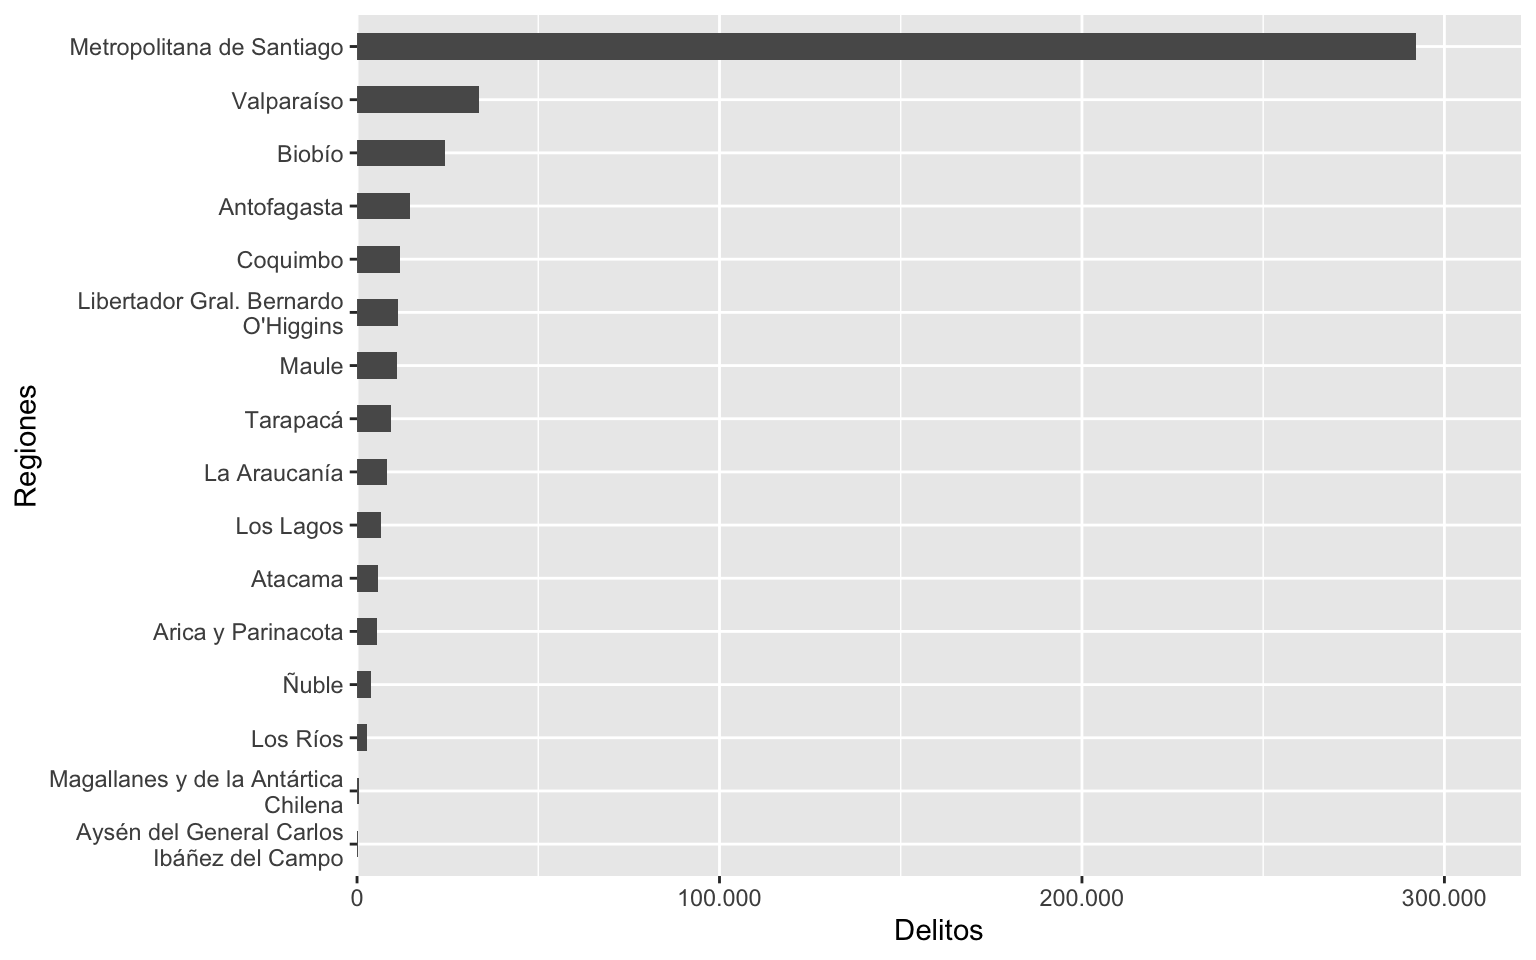 Metropolitana de Santiago
Valparaíso
Biobío
Antofagasta
Coquimbo
Libertador Gral. Bernardo
O'Higgins
Maule
Tarapacá
La Araucanía
Los Lagos
Atacama
Arica y Parinacota
Ñuble
Los Ríos
Magallanes y de la Antártica
Chilena
Aysén del General Carlos
Ibáñez del Campo
Regiones
0 100.000 200.000 300.000
Delitos